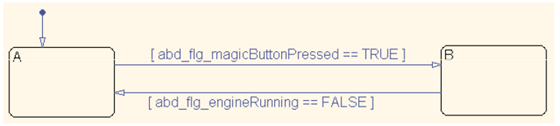 A
[ abd_flg_magicButtonPressed == TRUE ]
B
[ abd_flg_engineRunning == FALSE ]